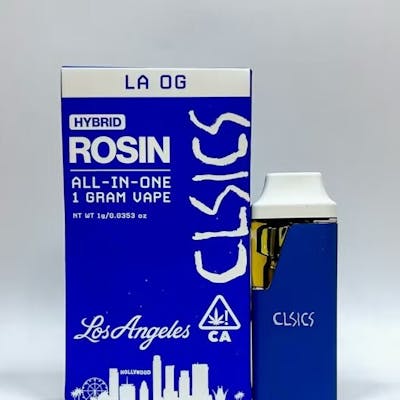 LA OG
HYBRID
ROSIN
ALL-IN-ONE
1 GRAM VAPE
NT WT 1g/0.0353 oz
CLSICS
Los Angeles
CA
HOLLYWOOD
CLSICS